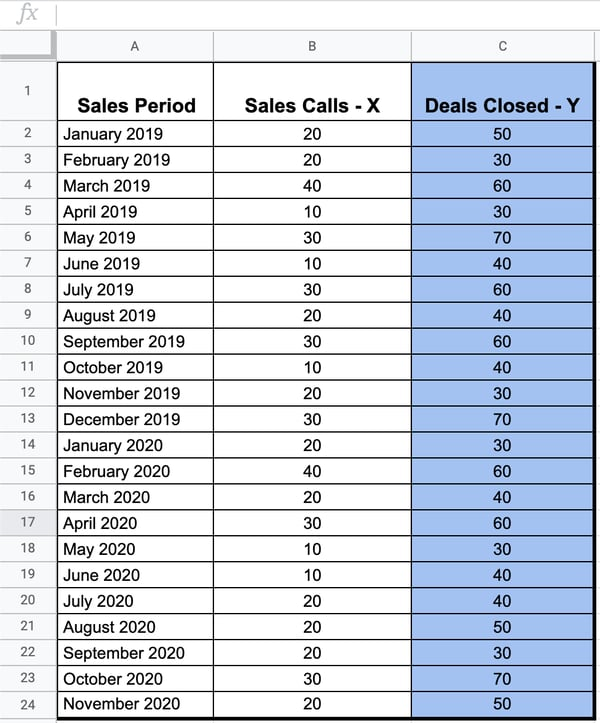 fx
A B C
1 Sales Period Sales Calls - X Deals Closed - Y
2 January 2019 20 50
3 February 2019 20 30
4 March 2019 40 60
5 April 2019 10 30
6 May 2019 30 70
7 June 2019 10 40
8 July 2019 30 60
9 August 2019 20 40
10 September 2019 30 60
11 October 2019 10 40
12 November 2019 20 30
13 December 2019 30 70
14 January 2020 20 30
15 February 2020 40 60
16 March 2020 20 40
17 April 2020 30 60
18 May 2020 10 30
19 June 2020 10 40
20 July 2020 20 40
21 August 2020 20 50
22 September 2020 20 30
23 October 2020 30 70
24 November 2020 20 50